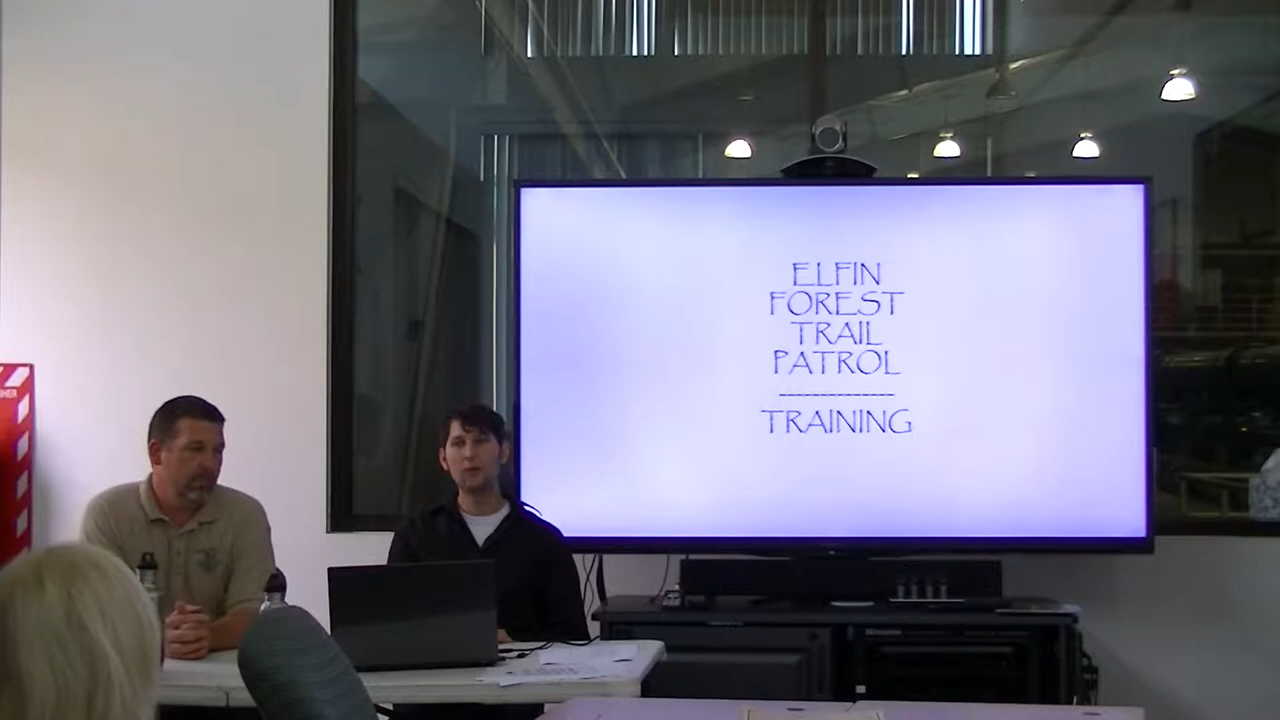 ELFIN
FOREST
TRAIL
PATROL
--------------
TRAINING